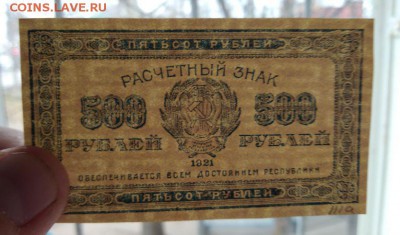 COINS.LAVE.RU
ПЯТЬСОТ РУБЛЕЙ
РАСЧЕТНЫЙ ЗНАК
500 500
РУБЛЕЙ РУБЛЕЙ
1921
ОБЕСПЕЧИВАЕТСЯ ВСЕМ ДОСТОЯНИЕМ РЕСПУБЛИКИ
ПЯТЬСОТ РУБЛЕЙ